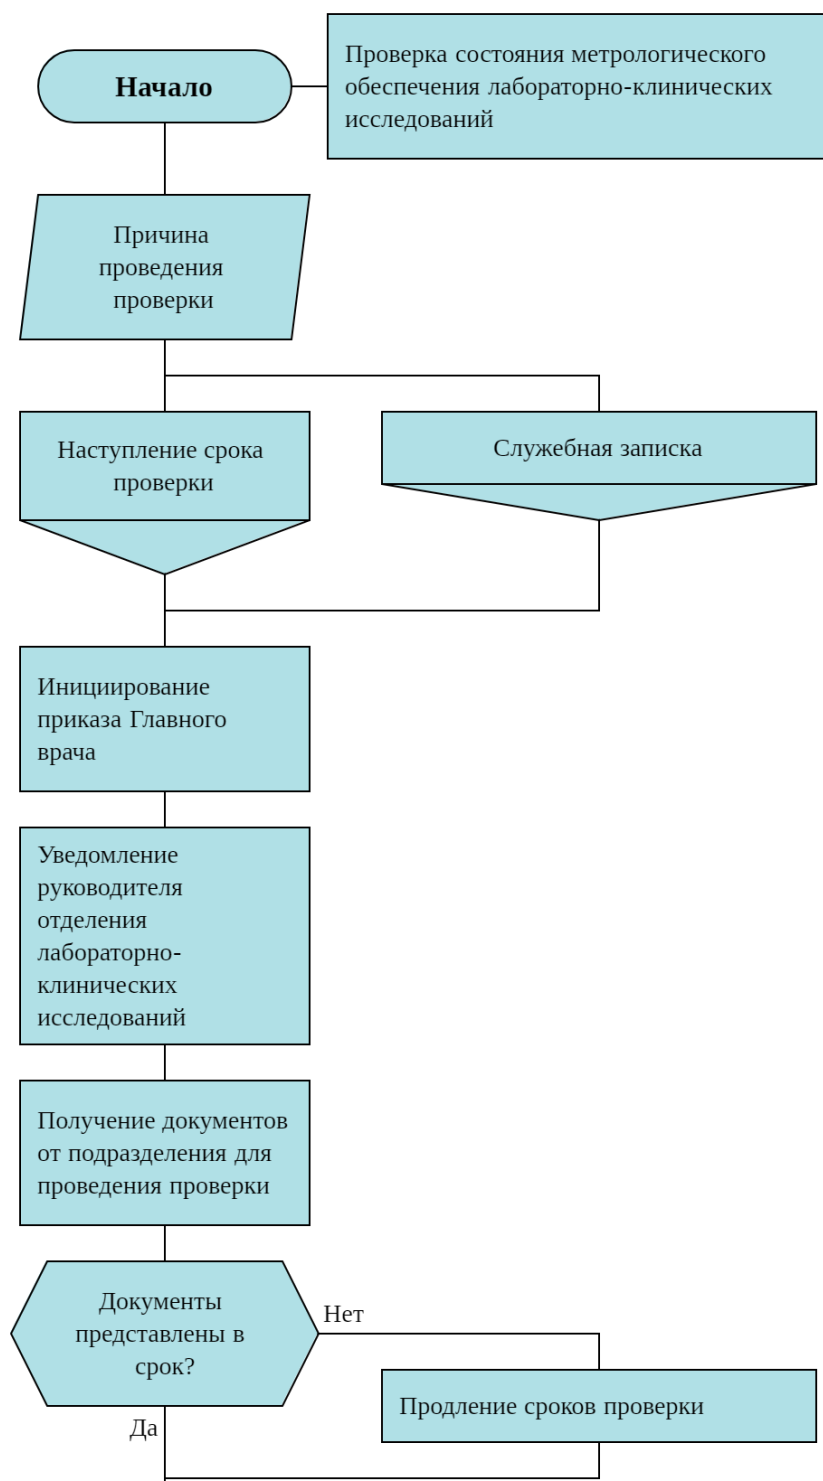 Начало
Проверка состояния метрологического
обеспечения лабораторно-клинических
исследований
Причина
проведения
проверки
Наступление срока
проверки
Служебная записка
Инициирование
приказа Главного
врача
Уведомление
руководителя
отделения
лабораторно-
клинических
исследований
Получение документов
от подразделения для
проведения проверки
Документы
представлены в
срок?
Нет
Продление сроков проверки
Да